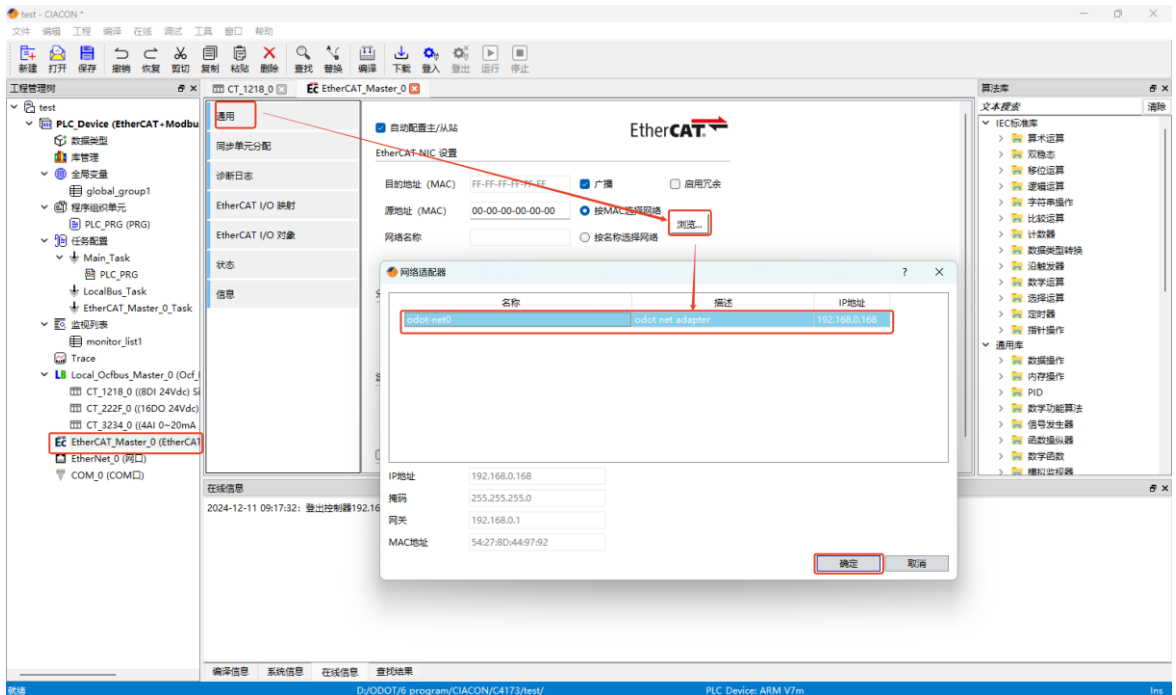 test - CIACON *
文件 编辑 工程 编译 在线 调试 工具 窗口 帮助
新建 打开 保存 撤销 恢复 剪切 复制 粘贴 删除 查找 替换 编译 下载 登入 登出 运行 停止
工程管理树
test
PLC_Device (EtherCAT+Modbu
数据类型
库管理
全局变量
global_group1
程序组织单元
PLC_PRG (PRG)
任务配置
Main_Task
PLC_PRG
LocalBus_Task
EtherCAT_Master_0_Task
监视列表
monitor_list1
Trace
Local_Ocfbus_Master_0 (Ocf_I
CT_1218_0 ((8DI 24Vdc) Si
CT_222F_0 ((16DO 24Vdc)
CT_3234_0 ((4AI 0~20mA
EtherCAT_Master_0 (EtherCAT
EtherNet_0 (网口)
COM_0 (COM口)
CT_1218_0 EtherCAT_Master_0
通用
同步单元分配
诊断日志
EtherCAT I/O 映射
EtherCAT I/O 对象
状态
信息
自动配置主/从站
EtherCAT
EtherCAT NIC 设置
目的地址 (MAC) FF-FF-FF-FF-FF-FF 广播 启用冗余
源地址 (MAC) 00-00-00-00-00-00 按MAC选择网络
浏览...
网络名称 按名称选择网络
网络适配器
名称 描述 IP地址
odot-net0 odot net adapter 192.168.0.168
IP地址 192.168.0.168
掩码 255.255.255.0
网关 192.168.0.1
MAC地址 54:27:8D:44:97:92
确定 取消
算法库
文本搜索 清除
IEC标准库
算术运算
双稳态
移位运算
逻辑运算
字符串操作
比较运算
计数器
数据类型转换
沿触发器
数学运算
选择运算
定时器
指针操作
通用库
数据操作
内存操作
PID
数学功能算法
信号发生器
函数操纵器
数学函数
模拟监视器
在线信息
2024-12-11 09:17:32: 登出控制器192.16
编译信息 系统信息 在线信息 查找结果
就绪 D:/ODOT/6 program/CIACON/C4173/test/ PLC Device: ARM V7m Ins